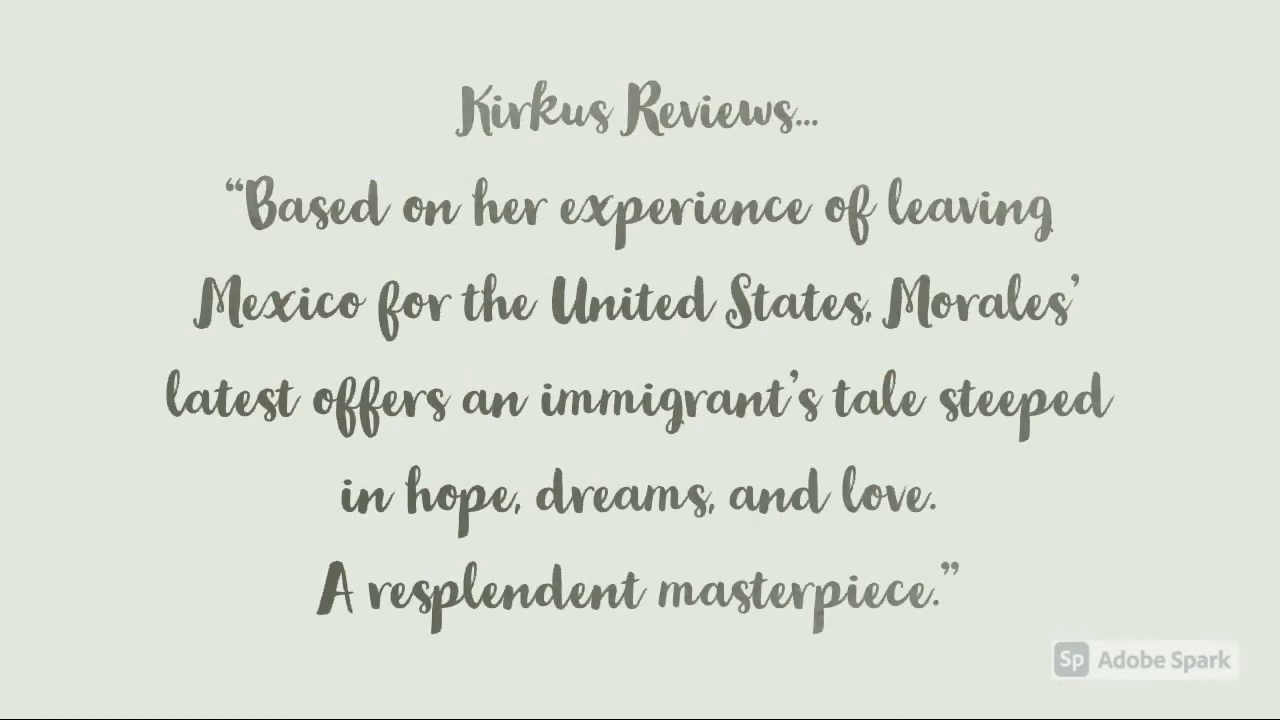 Kirkus Reviews...
“Based on her experience of leaving
Mexico for the United States, Morales’
latest offers an immigrant’s tale steeped
in hope, dreams, and love.
A resplendent masterpiece.”
Sp Adobe Spark